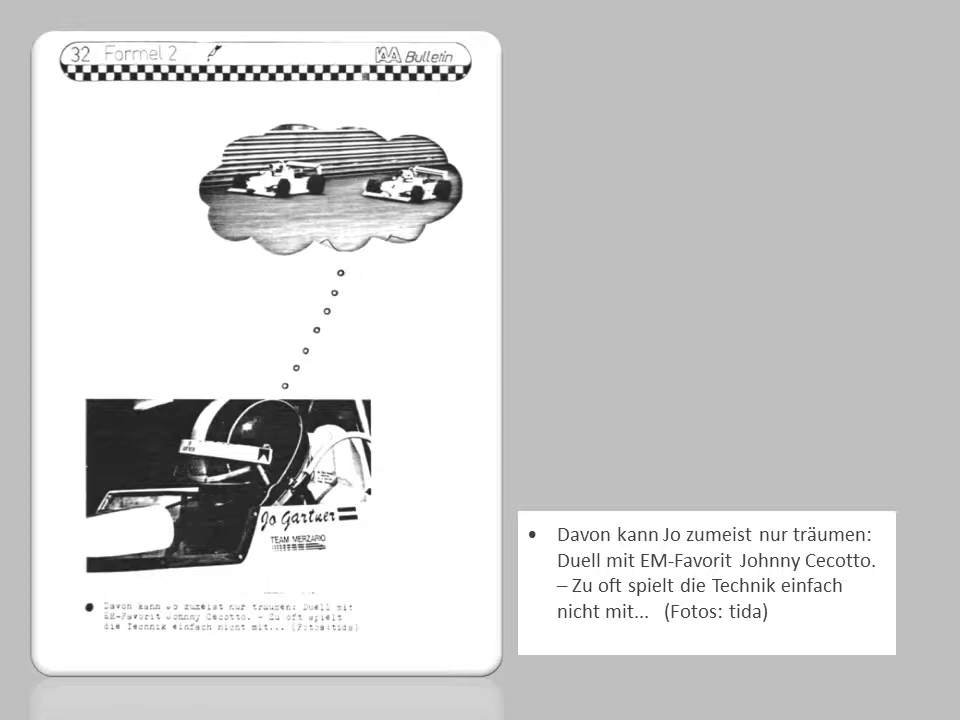 32 Formel 2
IAA Bulletin
Jo Gartner
TEAM MERZARIO
Davon kann Jo zumeist nur träumen: Duell mit
EM-Favorit Johnny Cecotto. - Zu oft spielt
die Technik einfach nicht mit... (Fotos:tida)
• Davon kann Jo zumeist nur träumen:
Duell mit EM-Favorit Johnny Cecotto.
– Zu oft spielt die Technik einfach
nicht mit... (Fotos: tida)